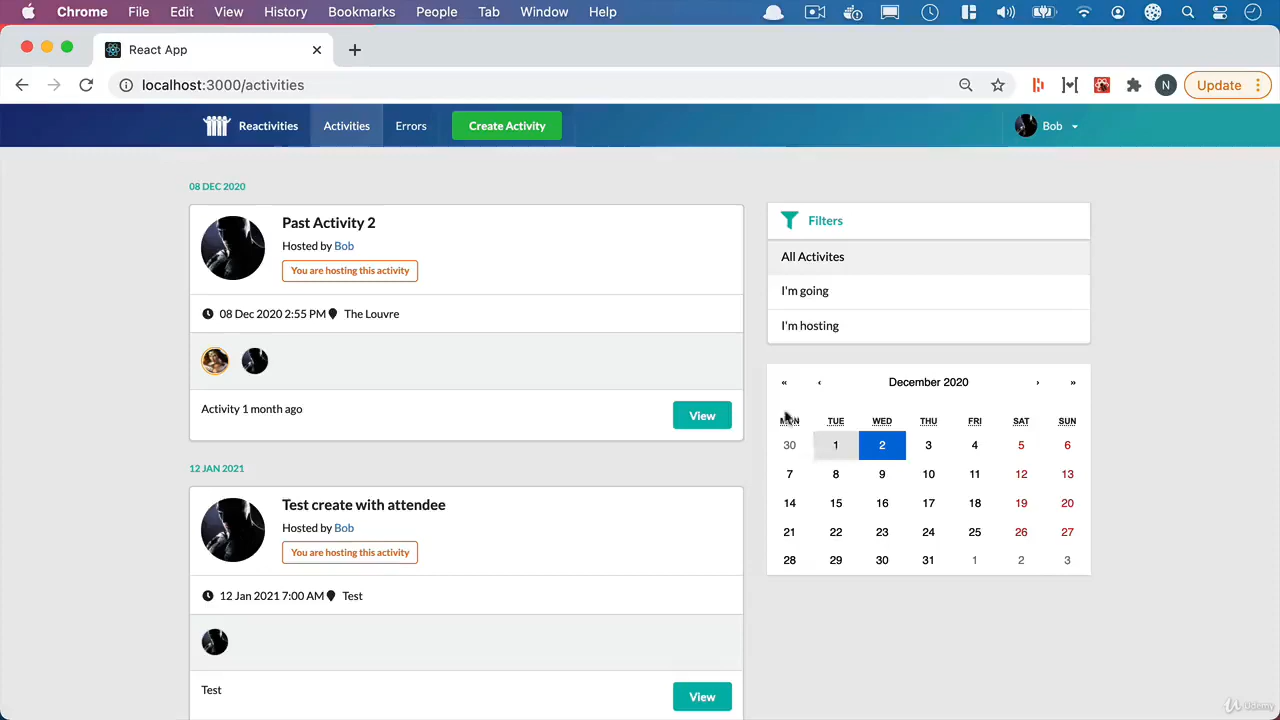 Chrome File Edit View History Bookmarks People Tab Window Help
React App
localhost:3000/activities
N
Update
Reactivities Activities Errors Create Activity Bob
08 DEC 2020
Past Activity 2
Hosted by Bob
You are hosting this activity
08 Dec 2020 2:55 PM The Louvre
Activity 1 month ago
View
12 JAN 2021
Test create with attendee
Hosted by Bob
You are hosting this activity
12 Jan 2021 7:00 AM Test
Test
View
Filters
All Activites
I'm going
I'm hosting
« ‹ December 2020 › »
MON TUE WED THU FRI SAT SUN
30 1 2 3 4 5 6
7 8 9 10 11 12 13
14 15 16 17 18 19 20
21 22 23 24 25 26 27
28 29 30 31 1 2 3
Udemy